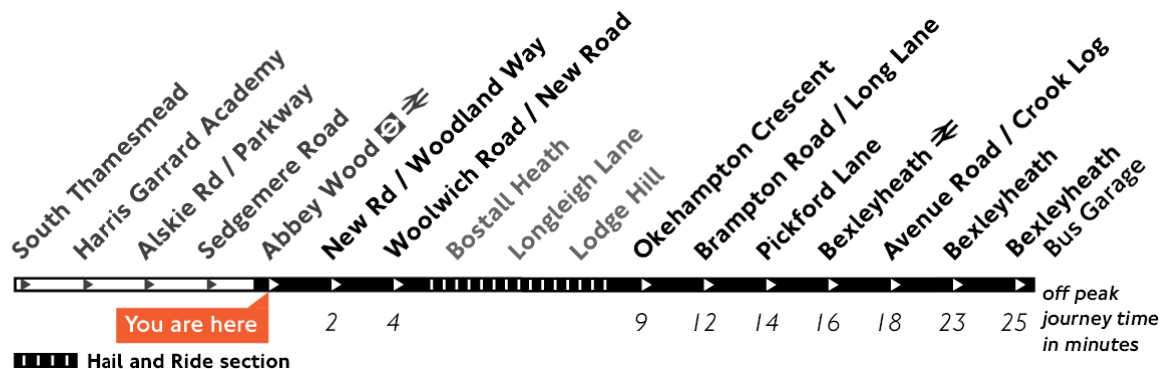 South Thamesmead
Harris Garrard Academy
Alskie Rd / Parkway
Sedgemere Road
Abbey Wood
New Rd / Woodland Way
Woolwich Road / New Road
Bostall Heath
Longleigh Lane
Lodge Hill
Okehampton Crescent
Brampton Road / Long Lane
Pickford Lane
Bexleyheath
Avenue Road / Crook Log
Bexleyheath
Bexleyheath
Bus Garage
You are here
2 4 9 12 14 16 18 23 25
off peak
journey time
in minutes
Hail and Ride section